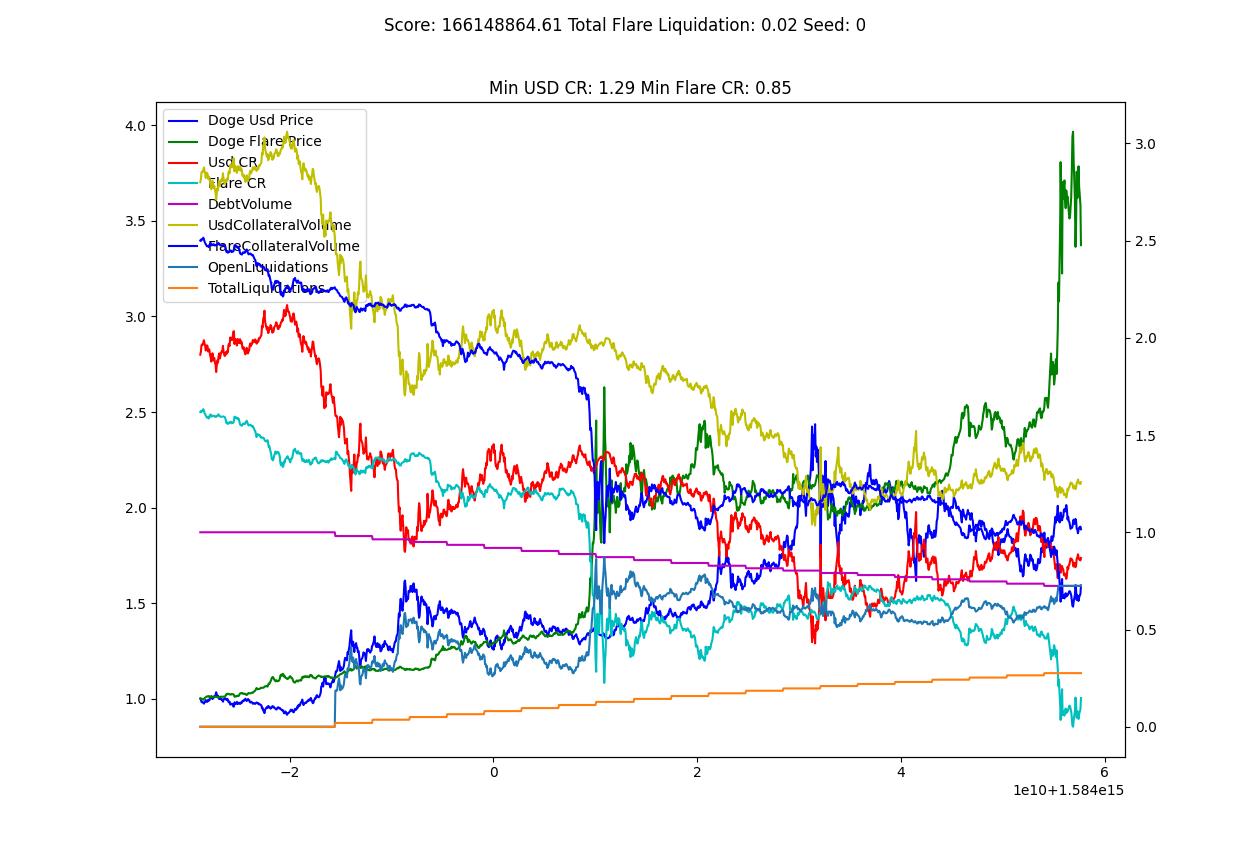 Score: 166148864.61 Total Flare Liquidation: 0.02 Seed: 0
Min USD CR: 1.29 Min Flare CR: 0.85
Doge Usd Price
Doge Flare Price
Usd CR
Flare CR
DebtVolume
UsdCollateralVolume
FlareCollateralVolume
OpenLiquidations
TotalLiquidations
4.0
3.5
3.0
2.5
2.0
1.5
1.0
3.0
2.5
2.0
1.5
1.0
0.5
0.0
−2 0 2 4 6
1e10+1.584e15